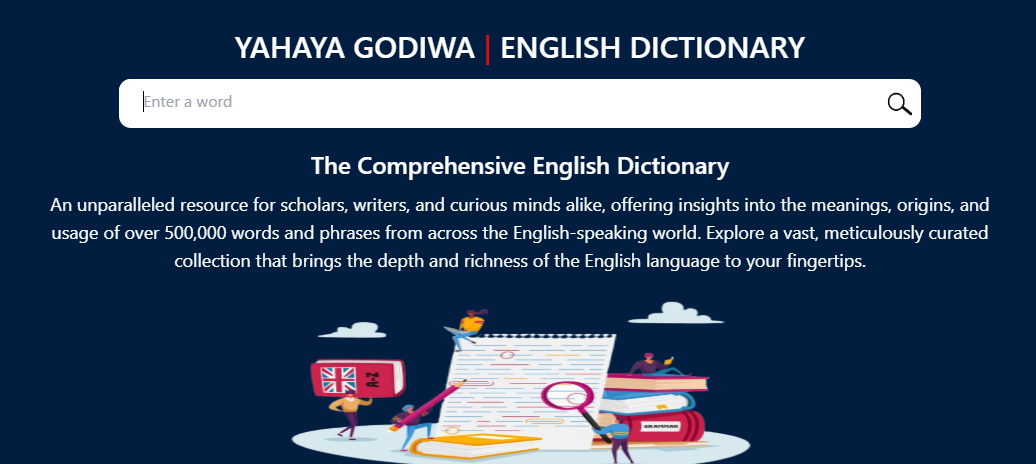 YAHAYA GODIWA | ENGLISH DICTIONARY
Enter a word
The Comprehensive English Dictionary
An unparalleled resource for scholars, writers, and curious minds alike, offering insights into the meanings, origins, and
usage of over 500,000 words and phrases from across the English-speaking world. Explore a vast, meticulously curated
collection that brings the depth and richness of the English language to your fingertips.
A-Z
GRAMMAR